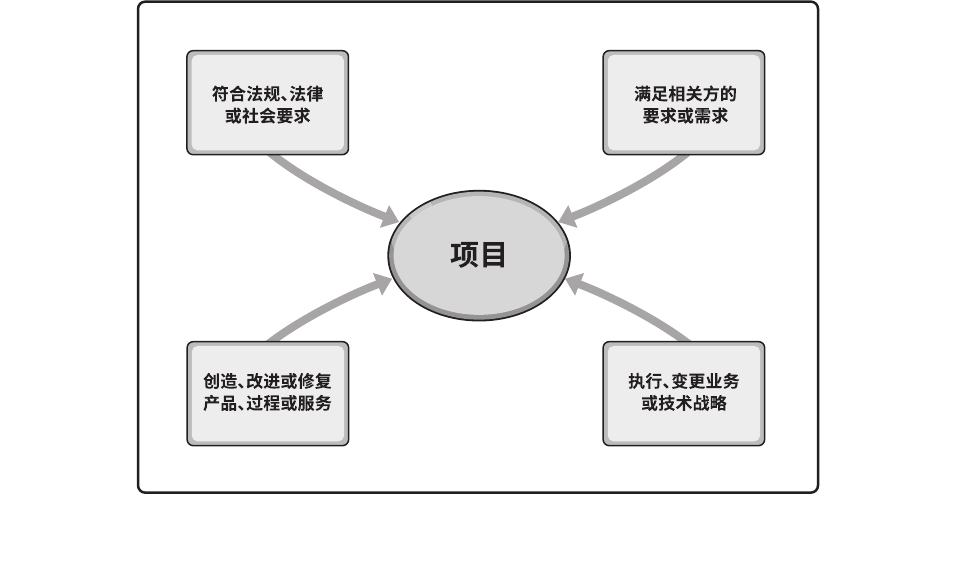 符合法规、法律
或社会要求
满足相关方的
要求或需求
项目
创造、改进或修复
产品、过程或服务
执行、变更业务
或技术战略